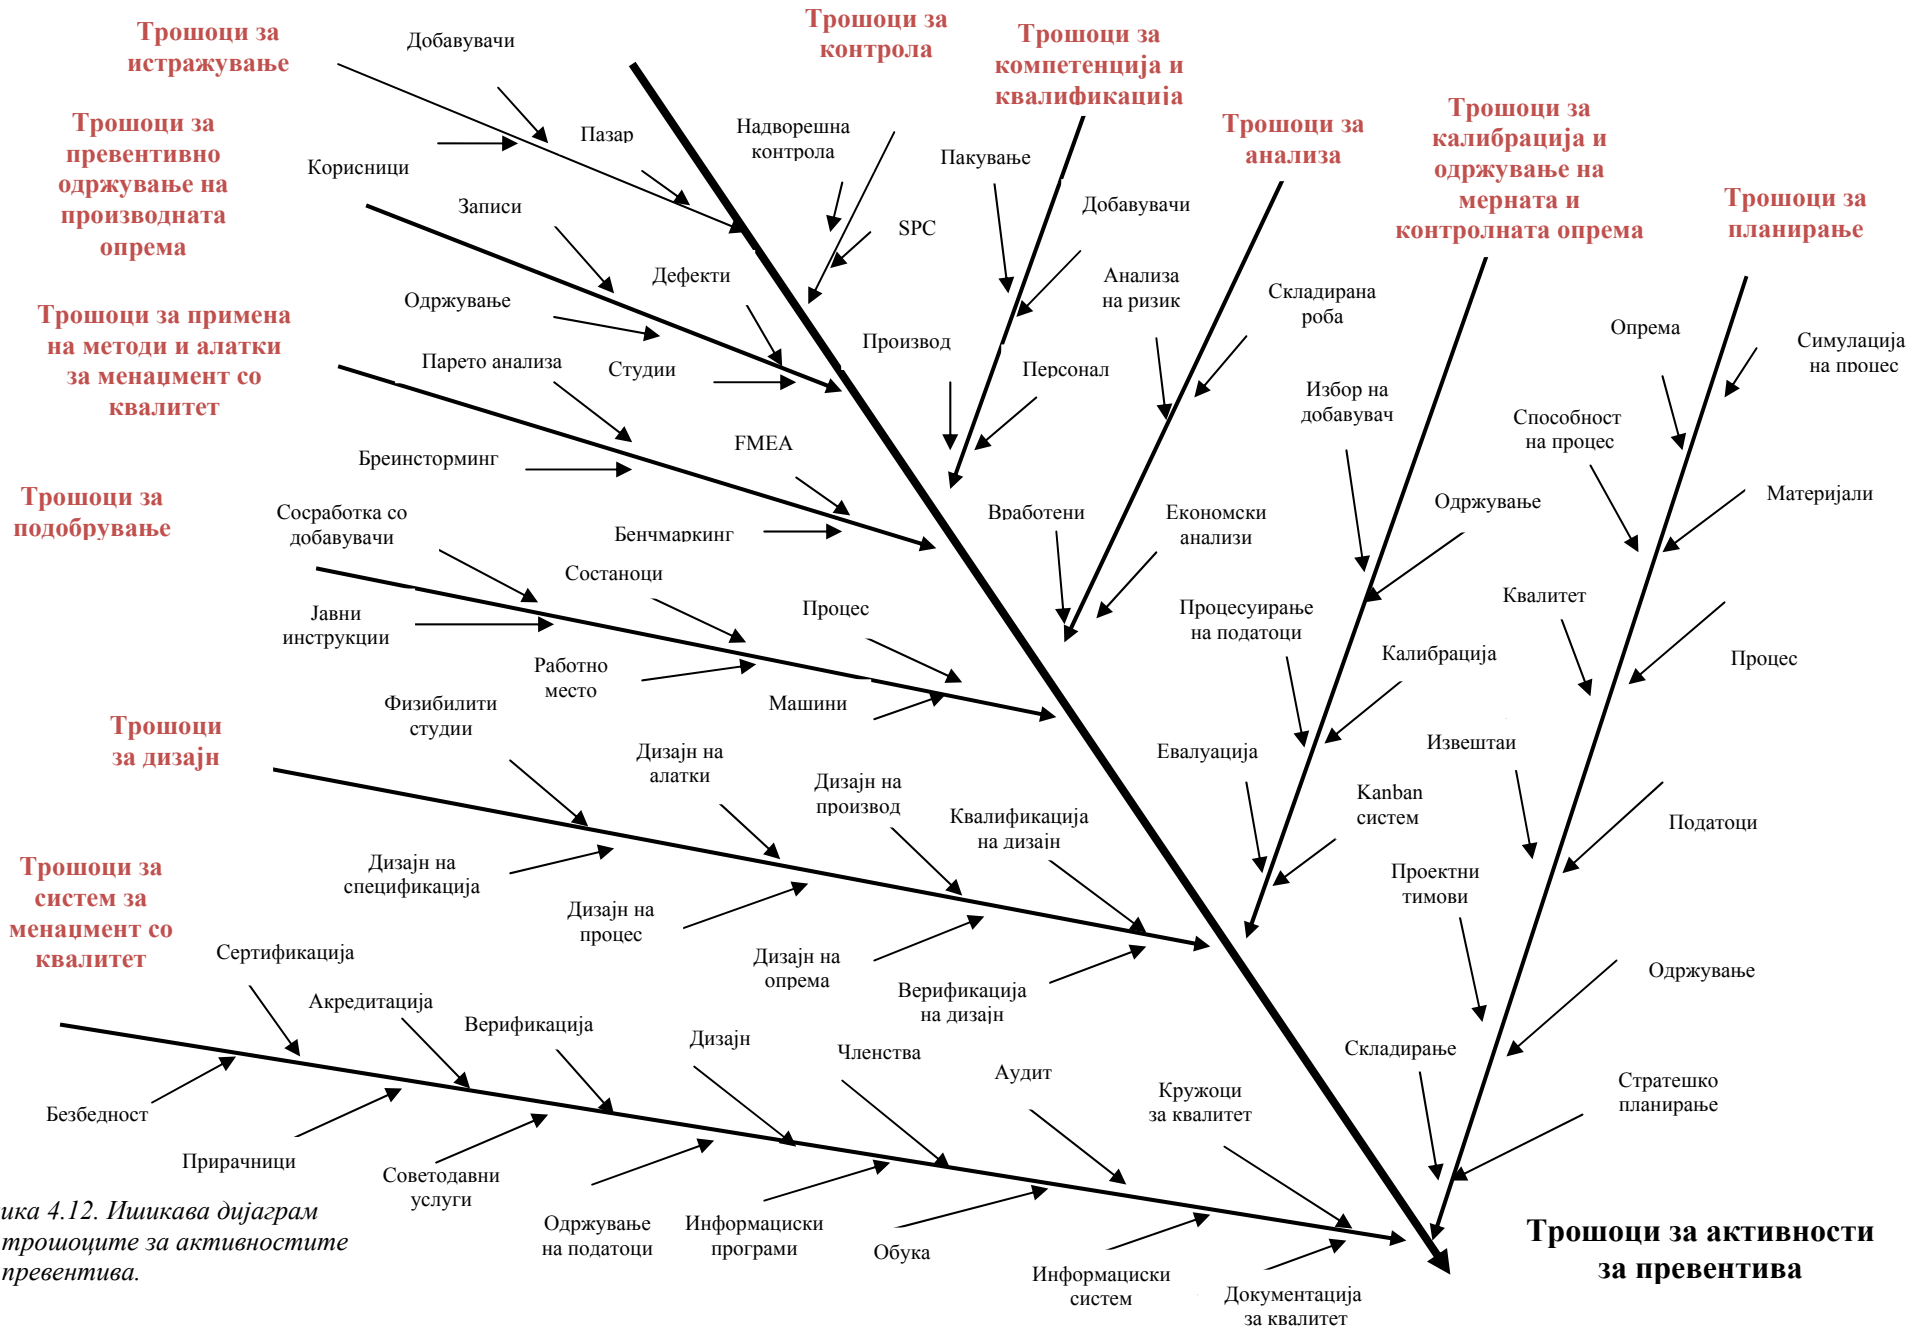 Трошоци за
истражување
Добавувачи
Трошоци за
контрола
Трошоци за
компетенција и
квалификација
Трошоци за
превентивно
одржување на
производната
опрема
Корисници
Пазар
Надворешна
контрола
Пакување
Трошоци за
анализа
Трошоци за
калибрација и
одржување на
мерната и
контролната опрема
Трошоци за
планирање
Записи
SPC
Добавувачи
Дефекти
Одржување
Анализа
на ризик
Складирана
роба
Трошоци за примена
на методи и алатки
за менаџмент со
квалитет
Парето анализа
Студии
Производ
Персонал
Опрема
Симулација
на процес
Избор на
добавувач
Способност
на процес
Бреинсторминг
FMEA
Трошоци за
подобрување
Соработка со
добавувачи
Бенчмаркинг
Вработени
Економски
анализи
Одржување
Материјали
Состаноци
Јавни
инструкции
Процес
Процесуирање
на податоци
Квалитет
Работно
место
Калибрација
Процес
Физибилити
студии
Машини
Трошоци
за дизајн
Дизајн на
алатки
Дизајн на
производ
Квалификација
на дизајн
Евалуација
Извештаи
Kanban
систем
Податоци
Трошоци за
систем за
менаџмент со
квалитет
Дизајн на
спецификација
Дизајн на
процес
Дизајн на
опрема
Верификација
на дизајн
Проектни
тимови
Одржување
Сертификација
Акредитација
Верификација
Дизајн
Членства
Аудит
Кружоци
за квалитет
Складирање
Стратешко
планирање
Безбедност
Прирачници
Советодавни
услуги
Одржување
на податоци
Информациски
програми
Обука
Информациски
систем
Документација
за квалитет
ика 4.12. Ишикава дијаграм
трошоците за активностите
превентива.
Трошоци за активности
за превентива